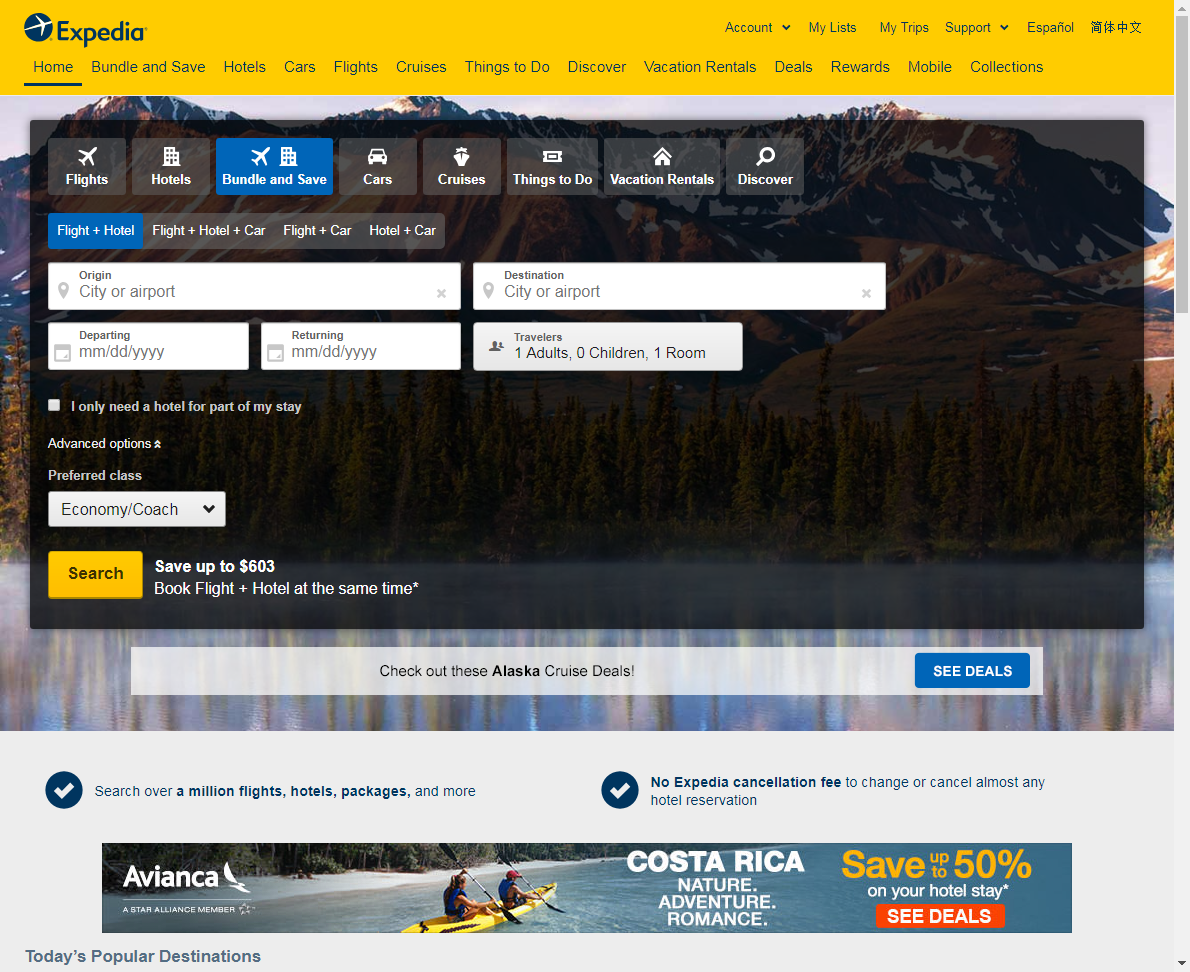 Expedia
Account My Lists My Trips Support Español 简体中文
Home Bundle and Save Hotels Cars Flights Cruises Things to Do Discover Vacation Rentals Deals Rewards Mobile Collections
Flights Hotels Bundle and Save Cars Cruises Things to Do Vacation Rentals Discover
Flight + Hotel Flight + Hotel + Car Flight + Car Hotel + Car
Origin
City or airport
Destination
City or airport
Departing
mm/dd/yyyy
Returning
mm/dd/yyyy
Travelers
1 Adults, 0 Children, 1 Room
I only need a hotel for part of my stay
Advanced options
Preferred class
Economy/Coach
Search
Save up to $603
Book Flight + Hotel at the same time*
Check out these Alaska Cruise Deals!
SEE DEALS
Search over a million flights, hotels, packages, and more
No Expedia cancellation fee to change or cancel almost any
hotel reservation
Avianca
A STAR ALLIANCE MEMBER
COSTA RICA
NATURE.
ADVENTURE.
ROMANCE.
Save up to 50%
on your hotel stay*
SEE DEALS
Today's Popular Destinations